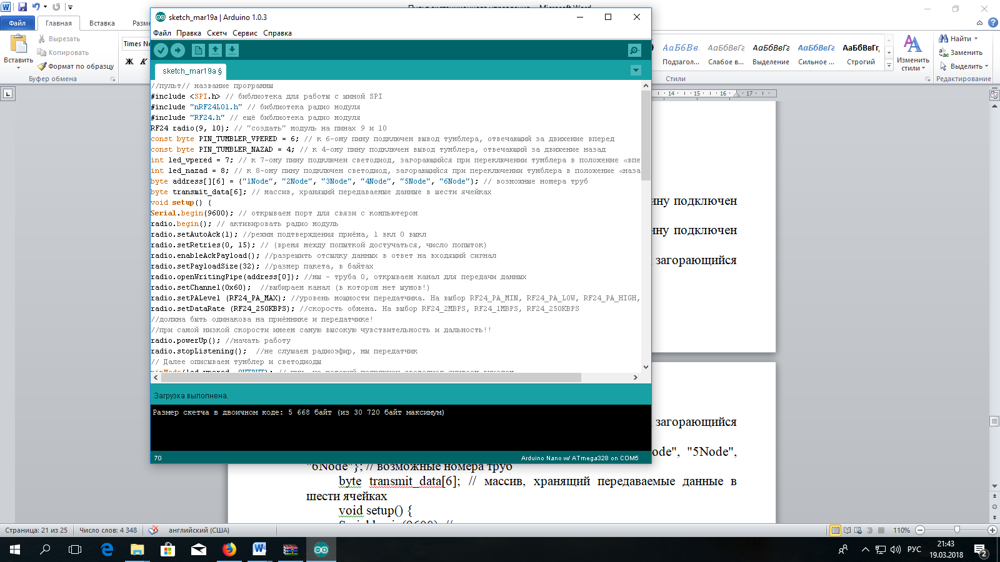 Файл
Главная
Вставка
Вырезать
Копировать
Вставить
Формат по образцу
Буфер обмена
Times Ne
Ж К
sketch_mar19a | Arduino 1.0.3
Файл Правка Скетч Сервис Справка
sketch_mar19a §
//пульт// название программы
#include <SPI.h> // библиотека для работы с шиной SPI
#include "nRF24L01.h" // библиотека радио модуля
#include "RF24.h" // ещё библиотека радио модуля
RF24 radio(9, 10); // "создать" модуль на пинах 9 и 10
const byte PIN_TUMBLER_VPERED = 6; // к 6-ому пину подключен вывод тумблера, отвечающий за движение вперед
const byte PIN_TUMBLER_NAZAD = 4; // к 4-ому пину подключен вывод тумблера, отвечающий за движение назад
int led_vpered = 7; // к 7-ому пину подключен светодиод, загорающийся при переключении тумблера в положение «впе
int led_nazad = 8; // к 8-ому пину подключен светодиод, загорающийся при переключении тумблера в положение «наза
byte address[][6] = {"1Node", "2Node", "3Node", "4Node", "5Node", "6Node"}; // возможные номера труб
byte transmit_data[6]; // массив, хранящий передаваемые данные в шести ячейках
void setup() {
Serial.begin(9600); // открываем порт для связи с компьютером
radio.begin(); // активировать радио модуль
radio.setAutoAck(1); //режим подтверждения приёма, 1 вкл 0 выкл
radio.setRetries(0, 15); // (время между попыткой достучаться, число попыток)
radio.enableAckPayload(); //разрешить отсылку данных в ответ на входящий сигнал
radio.setPayloadSize(32); //размер пакета, в байтах
radio.openWritingPipe(address[0]); //мы - труба 0, открываем канал для передачи данных
radio.setChannel(0x60); //выбираем канал (в котором нет шумов!)
radio.setPALevel (RF24_PA_MAX); //уровень мощности передатчика. На выбор RF24_PA_MIN, RF24_PA_LOW, RF24_PA_HIGH,
radio.setDataRate (RF24_250KBPS); //скорость обмена. На выбор RF24_2MBPS, RF24_1MBPS, RF24_250KBPS
//должна быть одинакова на приёмнике и передатчике!
//при самой низкой скорости имеем самую высокую чувствительность и дальность!!
radio.powerUp(); //начать работу
radio.stopListening(); //не слушаем радиоэфир, мы передатчик
// Далее описываем тумблер и светодиоды
Загрузка выполнена.
Размер скетча в двоичном коде: 5 668 байт (из 30 720 байт максимум)
70
Arduino Nano w/ ATmega328 on COM5
АаБбВв АаБбВвГг АаБбВвГг АаБбВвГг АаБбВвГг
Подзагол... Слабое в... Выделение Сильное ... Строгий
Стили
Изменить
стили
Найти
Заменить
Выделить
Редактирование
14 15 16 17
ину подключен
ину подключен
загорающийся
загорающийся
ode", "5Node",
"6Node"}; // возможные номера труб
byte transmit_data[6]; // массив, хранящий передаваемые данные в
шести ячейках
void setup() {
Страница: 21 из 25
Число слов: 4 348
английский (США)
110%
РУС
21:43
19.03.2018
2